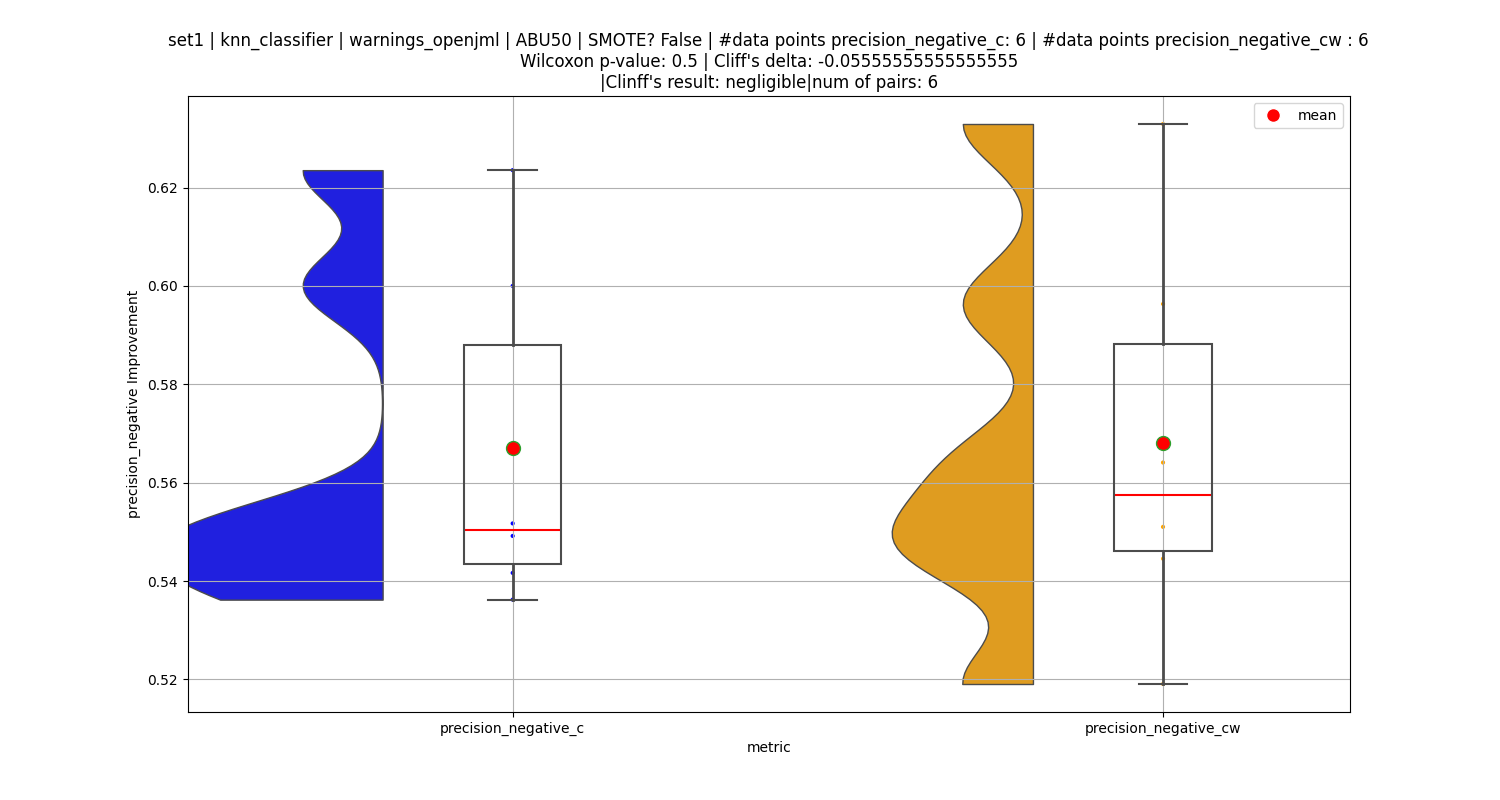 set1 | knn_classifier | warnings_openjml | ABU50 | SMOTE? False | #data points precision_negative_c: 6 | #data points precision_negative_cw : 6
Wilcoxon p-value: 0.5 | Cliff's delta: -0.05555555555555555
|Clinff's result: negligible|num of pairs: 6
mean
0.62
0.60
0.58
0.56
0.54
0.52
precision_negative Improvement
precision_negative_c
precision_negative_cw
metric